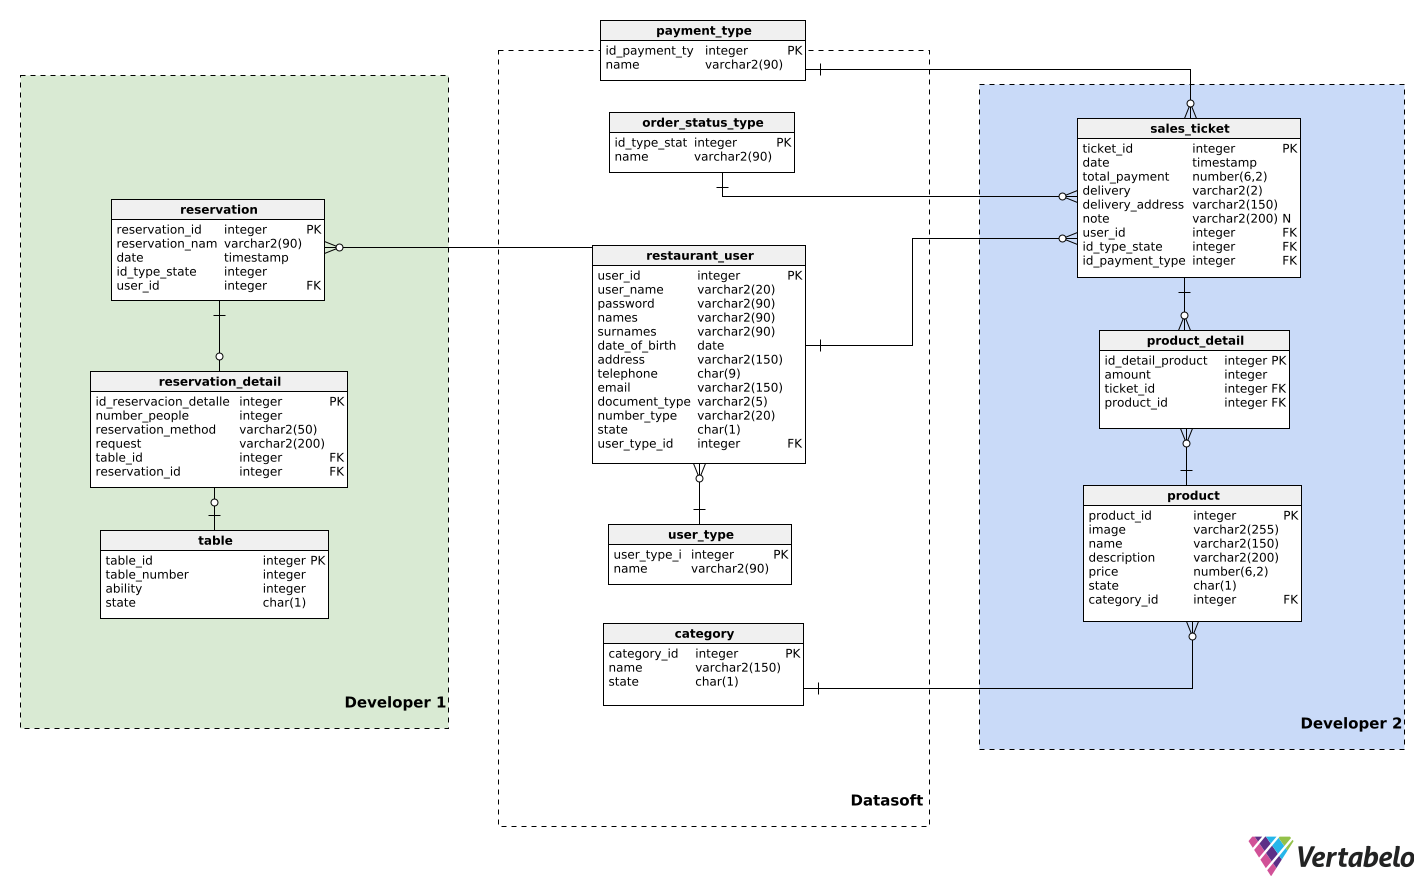 payment_type
id_payment_ty integer PK
name varchar2(90)
order_status_type
id_type_stat integer PK
name varchar2(90)
sales_ticket
ticket_id integer PK
date timestamp
total_payment number(6,2)
delivery varchar2(2)
delivery_address varchar2(150)
note varchar2(200) N
user_id integer FK
id_type_state integer FK
id_payment_type integer FK
reservation
reservation_id integer PK
reservation_nam varchar2(90)
date timestamp
id_type_state integer
user_id integer FK
restaurant_user
user_id integer PK
user_name varchar2(20)
password varchar2(90)
names varchar2(90)
surnames varchar2(90)
date_of_birth date
address varchar2(150)
telephone char(9)
email varchar2(150)
document_type varchar2(5)
number_type varchar2(20)
state char(1)
user_type_id integer FK
product_detail
id_detail_product integer PK
amount integer
ticket_id integer FK
product_id integer FK
reservation_detail
id_reservacion_detalle integer PK
number_people integer
reservation_method varchar2(50)
request varchar2(200)
table_id integer FK
reservation_id integer FK
product
product_id integer PK
image varchar2(255)
name varchar2(150)
description varchar2(200)
price number(6,2)
state char(1)
category_id integer FK
table
table_id integer PK
table_number integer
ability integer
state char(1)
user_type
user_type_i integer PK
name varchar2(90)
category
category_id integer PK
name varchar2(150)
state char(1)
Developer 1
Developer 2
Datasoft
Vertabelo